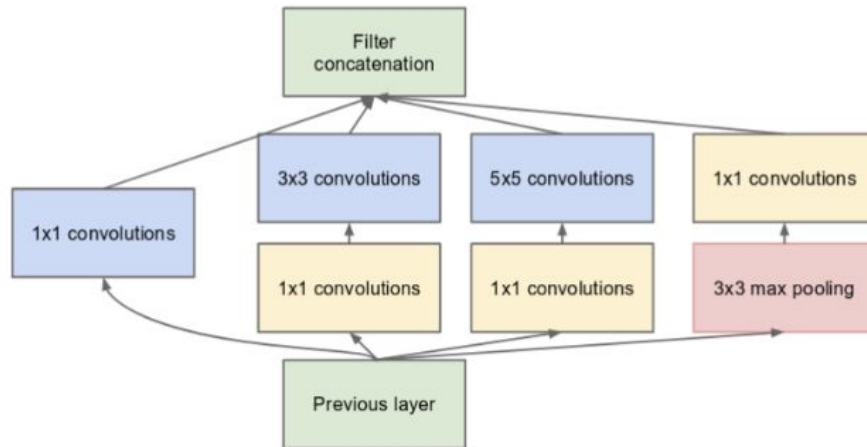 Filter
concatenation
3x3 convolutions
5x5 convolutions
1x1 convolutions
1x1 convolutions
1x1 convolutions
1x1 convolutions
3x3 max pooling
Previous layer